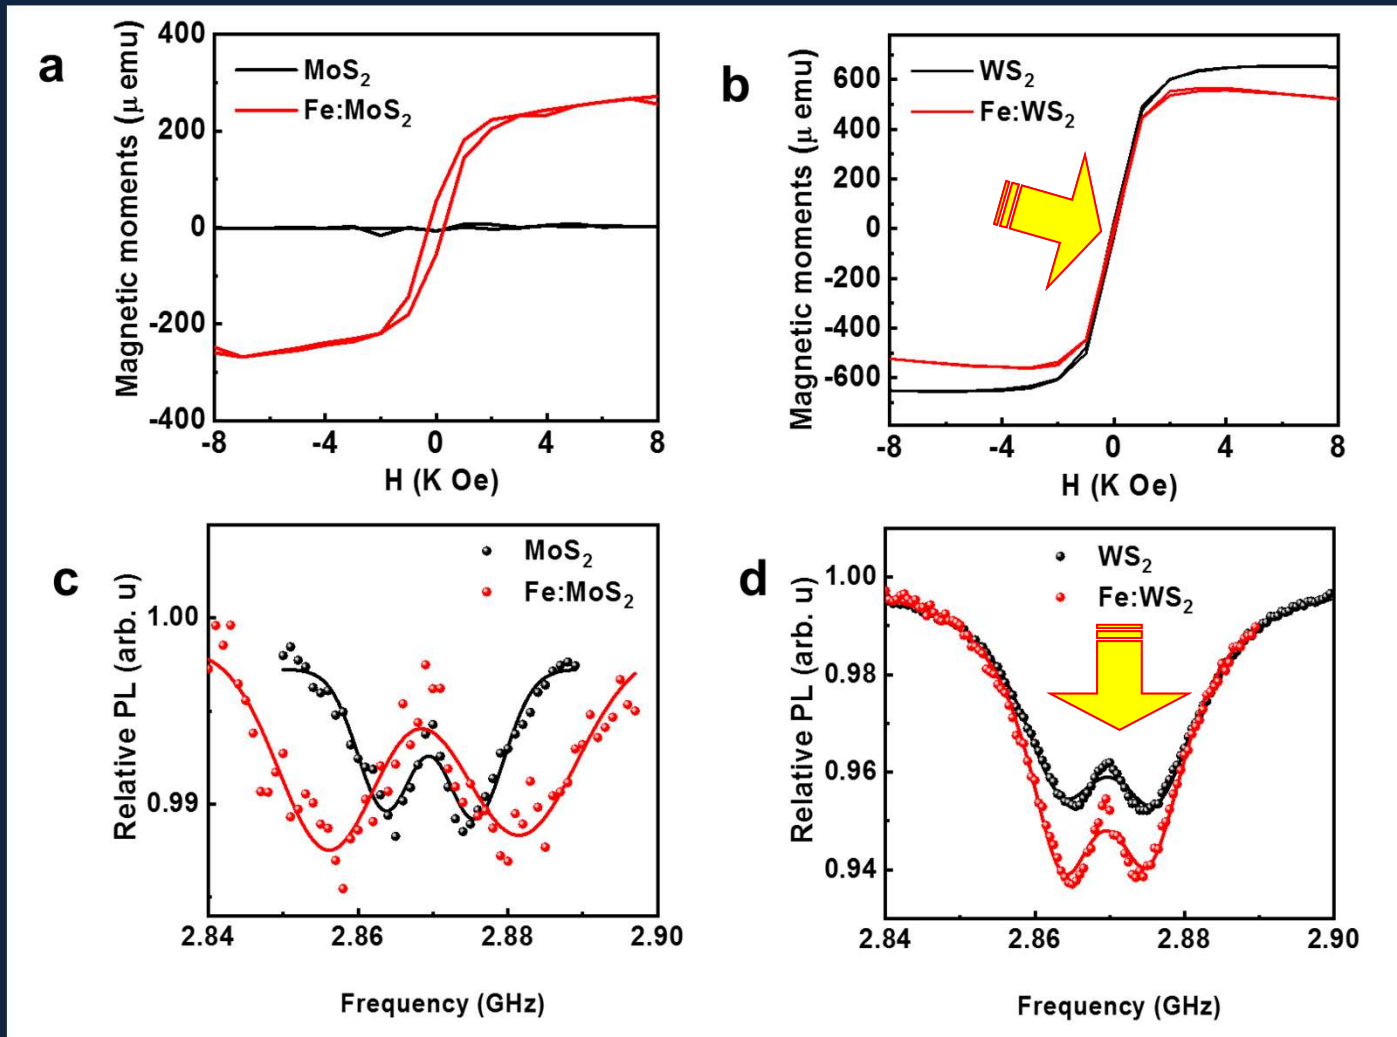 a
MoS₂
Fe:MoS₂
Magnetic moments (μ emu)
400
200
0
-200
-400
-8
-4
0
4
8
H (K Oe)
b
WS₂
Fe:WS₂
Magnetic moments (μ emu)
600
400
200
0
-200
-400
-600
-8
-4
0
4
8
H (K Oe)
c
MoS₂
Fe:MoS₂
Relative PL (arb. u)
1.00
0.99
2.84
2.86
2.88
2.90
Frequency (GHz)
d
WS₂
Fe:WS₂
Relative PL (arb. u)
1.00
0.98
0.96
0.94
2.84
2.86
2.88
2.90
Frequency (GHz)